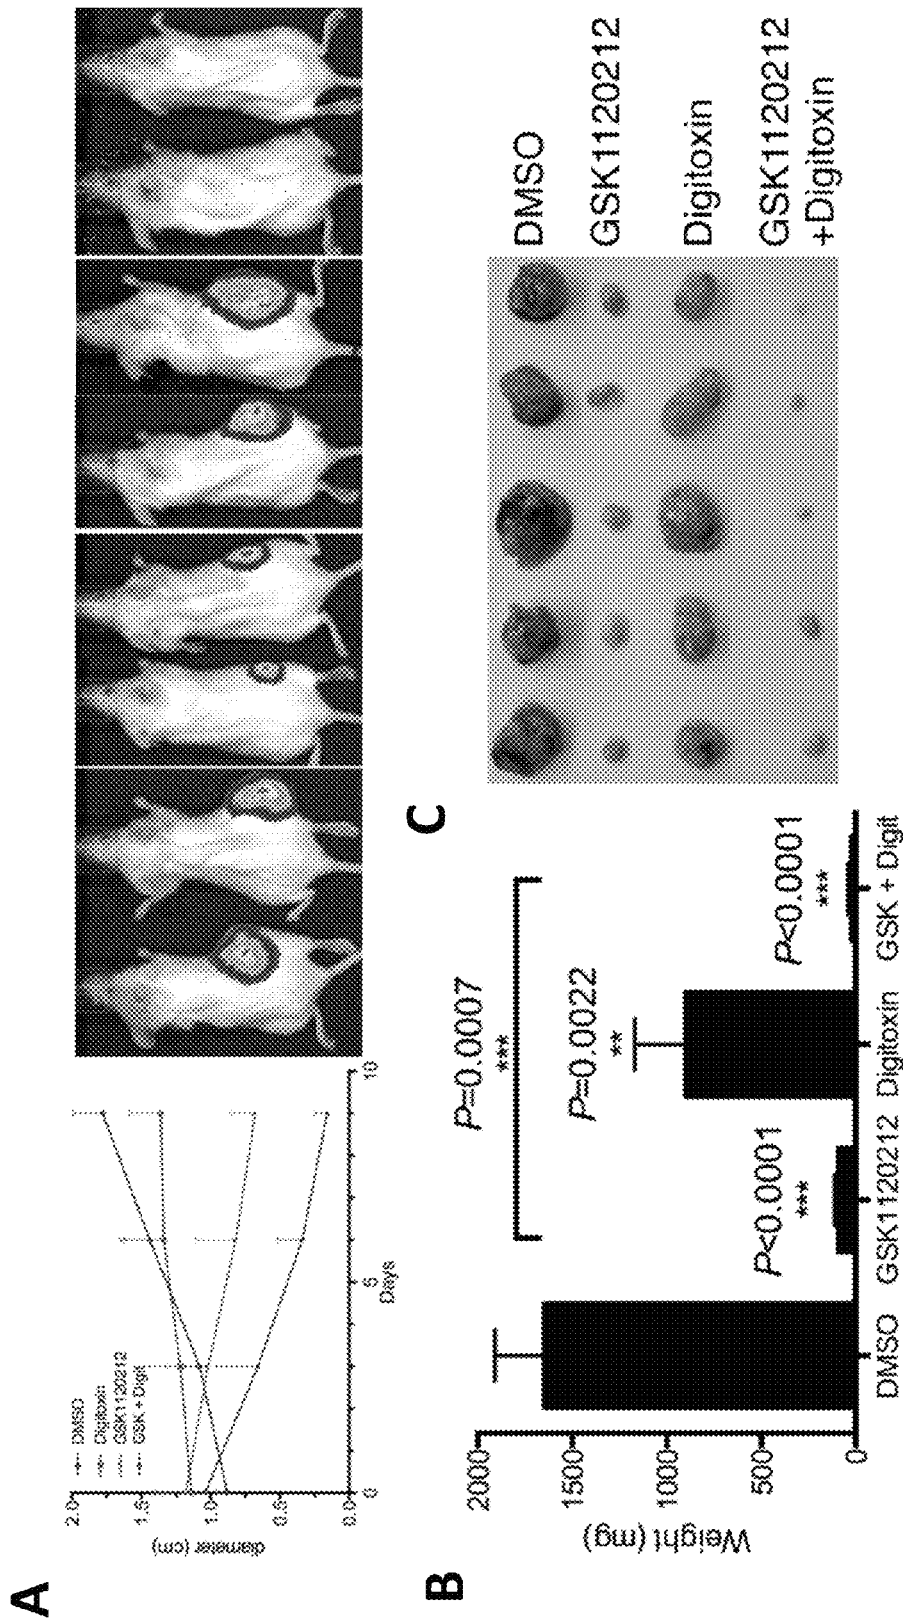 A
diameter (cm)
2.0
1.5
1.0
0.5
0.0
DMSO
Digitoxin
GSK1120212
GSK + Digit
0
5
10
Days
B
Weight (mg)
2000
1500
1000
500
0
P=0.0007
***
P<0.0001
***
P=0.0022
**
P<0.0001
***
DMSO
GSK1120212
Digitoxin
GSK + Digit
C
DMSO
GSK1120212
Digitoxin
GSK1120212
+Digitoxin